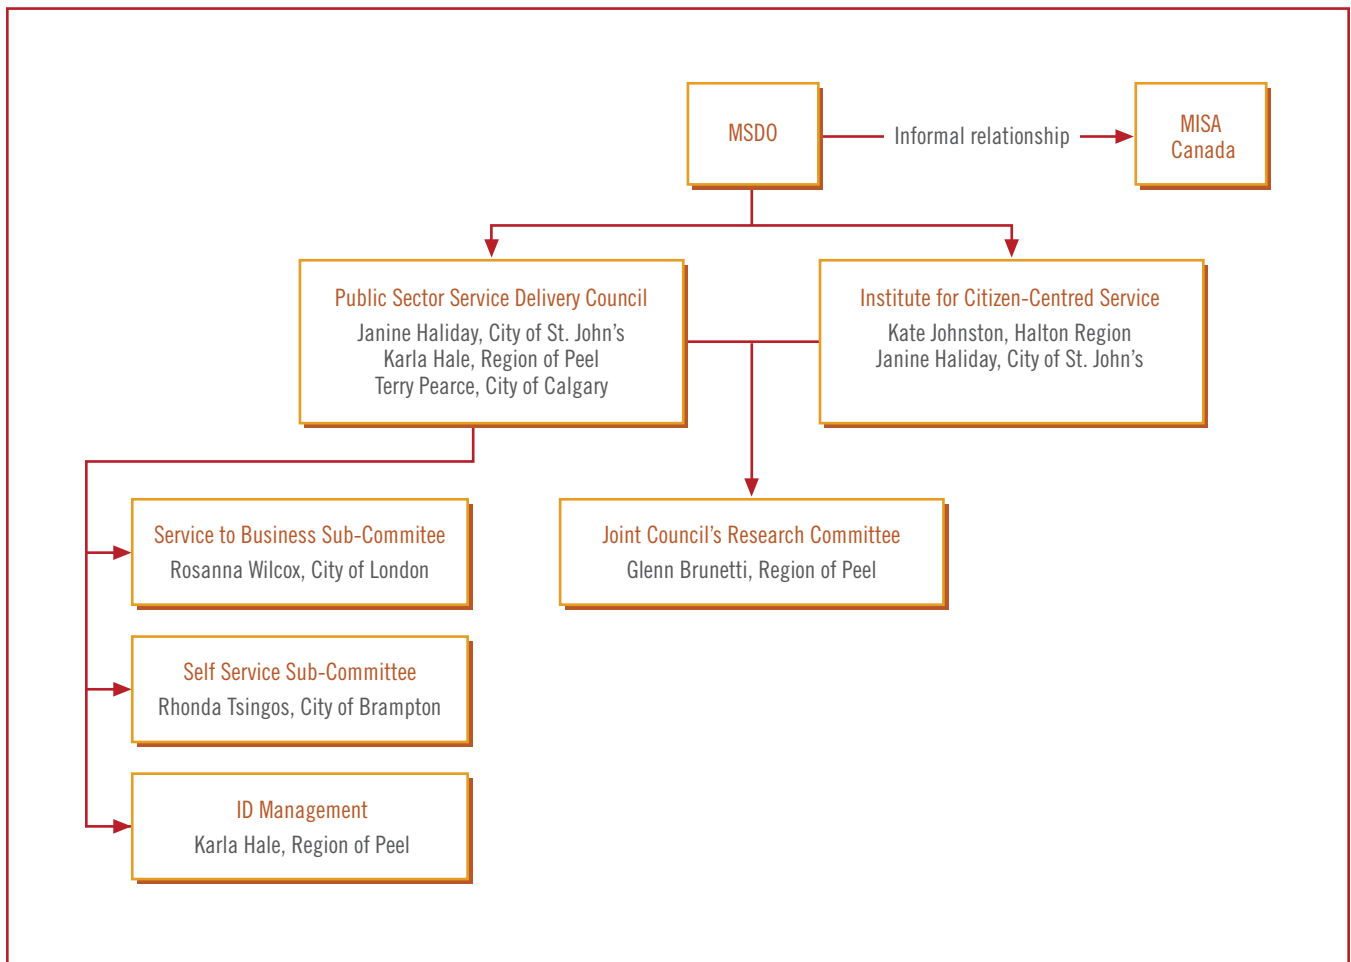 MSDO
Informal relationship
MISA
Canada
Public Sector Service Delivery Council
Janine Haliday, City of St. John’s
Karla Hale, Region of Peel
Terry Pearce, City of Calgary
Institute for Citizen-Centred Service
Kate Johnston, Halton Region
Janine Haliday, City of St. John’s
Service to Business Sub-Commitee
Rosanna Wilcox, City of London
Joint Council’s Research Committee
Glenn Brunetti, Region of Peel
Self Service Sub-Committee
Rhonda Tsingos, City of Brampton
ID Management
Karla Hale, Region of Peel